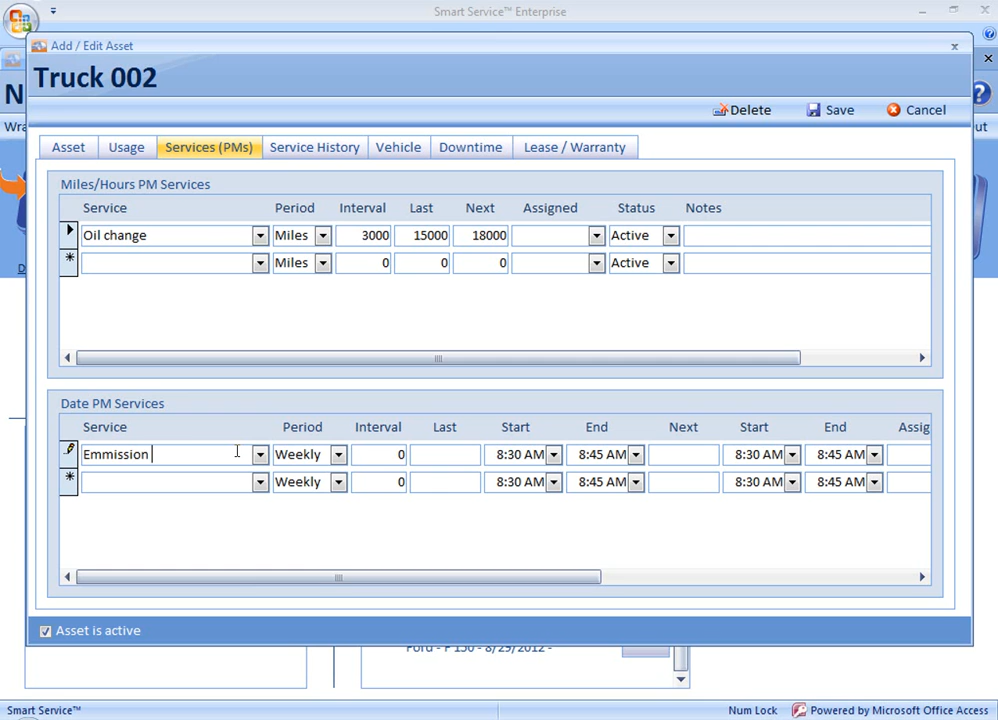 Smart Service™ Enterprise
Add / Edit Asset
Truck 002
Delete Save Cancel
Asset Usage Services (PMs) Service History Vehicle Downtime Lease / Warranty
Miles/Hours PM Services
Service Period Interval Last Next Assigned Status Notes
Oil change Miles 3000 15000 18000 Active
Miles 0 0 0 Active
Date PM Services
Service Period Interval Last Start End Next Start End Assig
Emmission Weekly 0 8:30 AM 8:45 AM 8:30 AM 8:45 AM
Weekly 0 8:30 AM 8:45 AM 8:30 AM 8:45 AM
Asset is active
Ford - F 150 - 8/29/2012 -
Smart Service™ Num Lock Powered by Microsoft Office Access